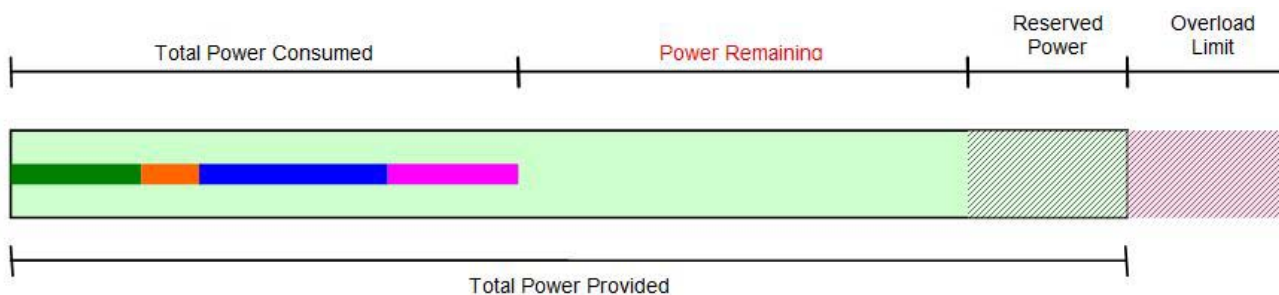 Total Power Consumed
Power Remaining
Reserved
Power
Overload
Limit
Total Power Provided